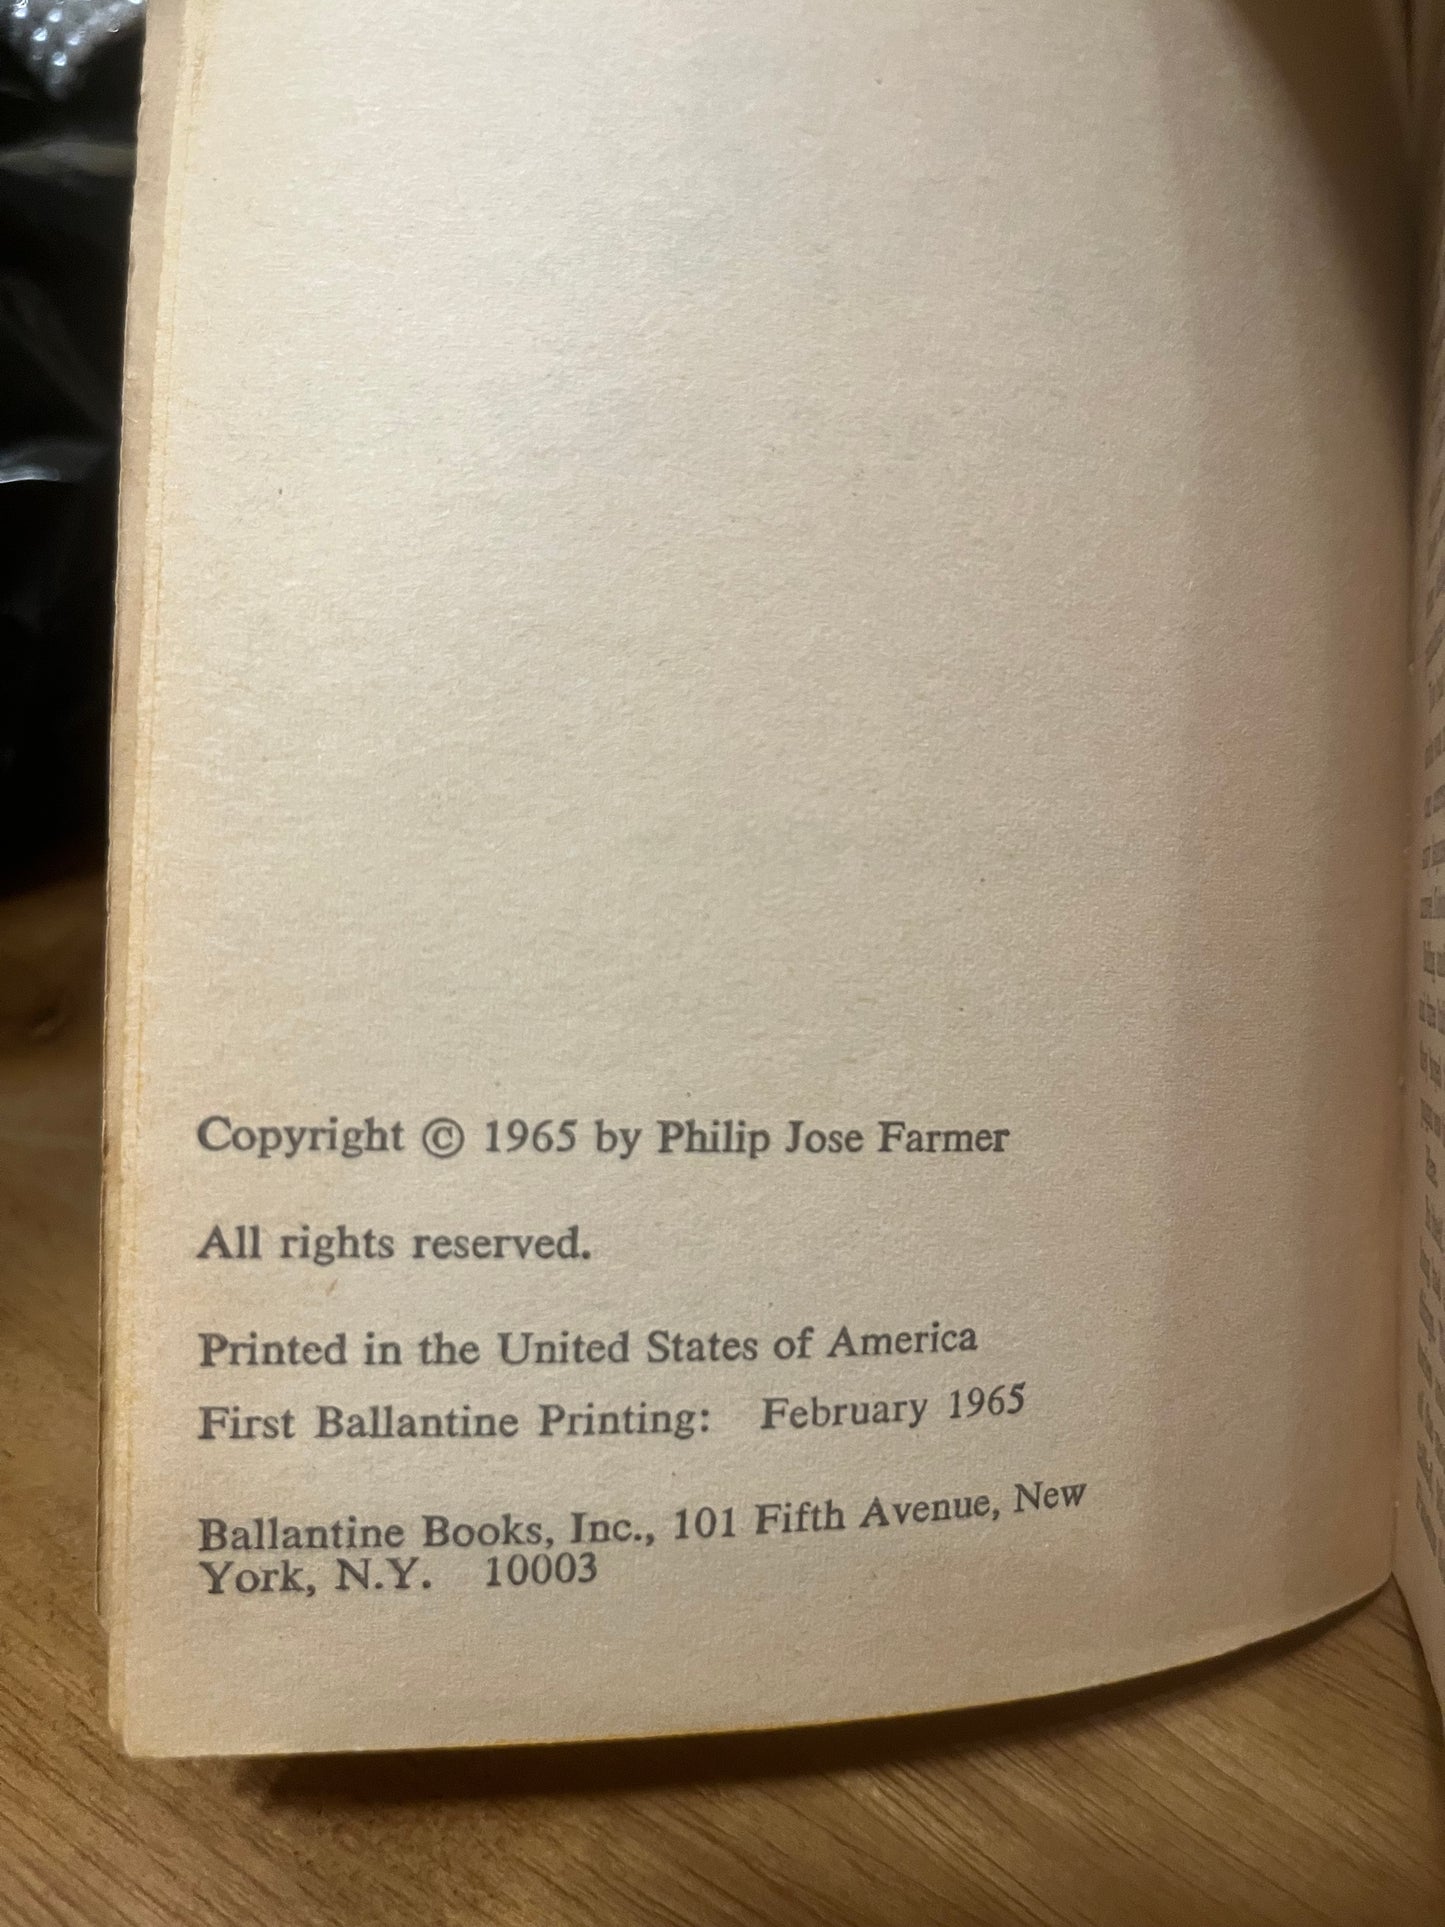 Copyright © 1965 by Philip Jose Farmer
All rights reserved.
Printed in the United States of America
First Ballantine Printing: February 1965
Ballantine Books, Inc., 101 Fifth Avenue, New
York, N.Y. 10003